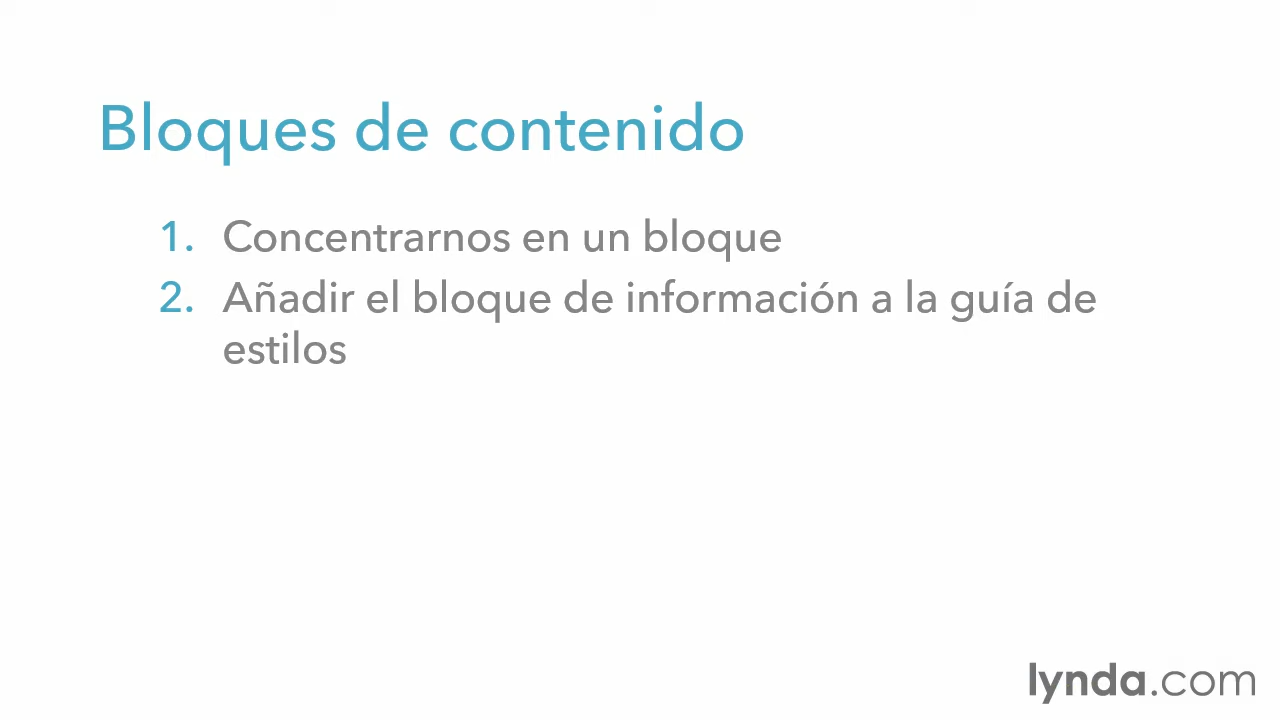 Bloques de contenido
1. Concentrarnos en un bloque
2. Añadir el bloque de información a la guía de
estilos
lynda.com